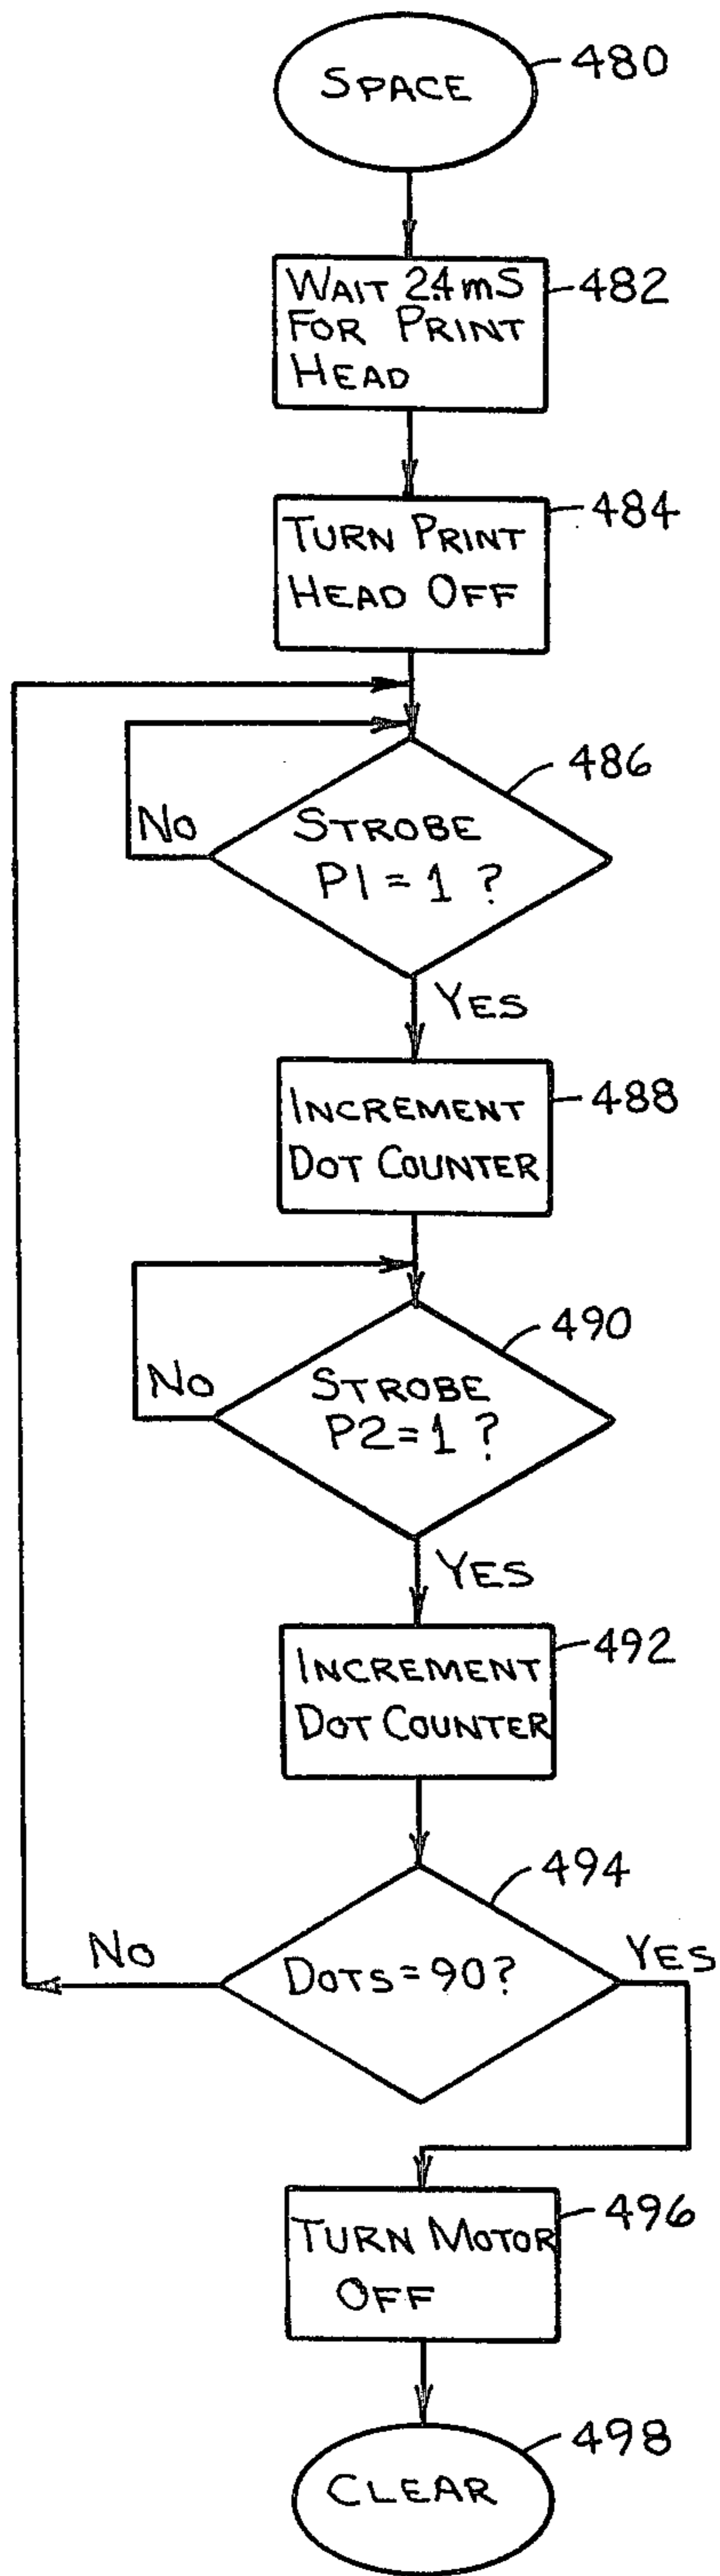 SPACE
480
WAIT 2.4mS
FOR PRINT
HEAD
482
TURN PRINT
HEAD OFF
484
486
NO
STROBE
P1 = 1 ?
YES
INCREMENT
DOT COUNTER
488
490
NO
STROBE
P2 = 1 ?
YES
INCREMENT
DOT COUNTER
492
494
NO
DOTS = 90?
YES
TURN MOTOR
OFF
496
CLEAR
498